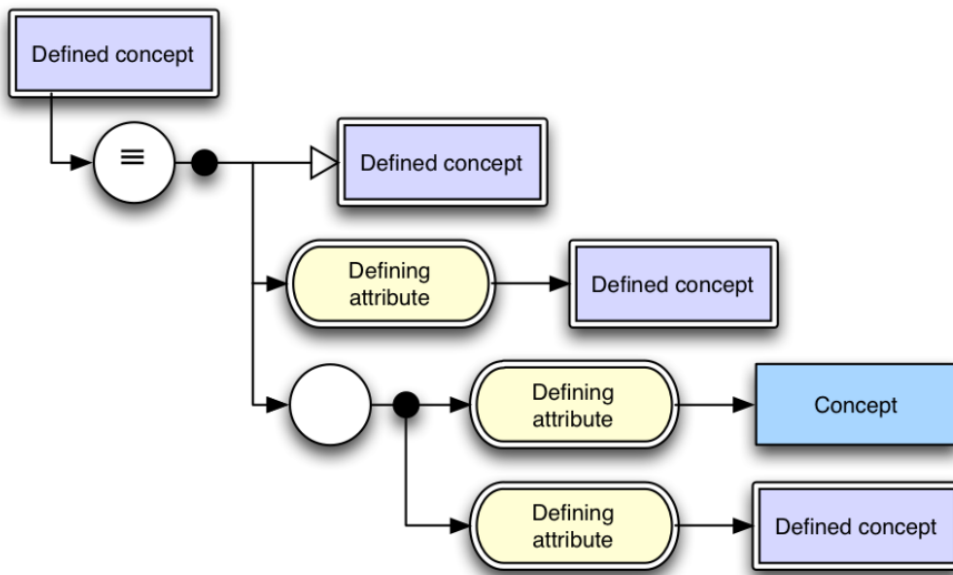 Defined concept
≡
Defined concept
Defining
attribute
Defined concept
Defining
attribute
Concept
Defining
attribute
Defined concept